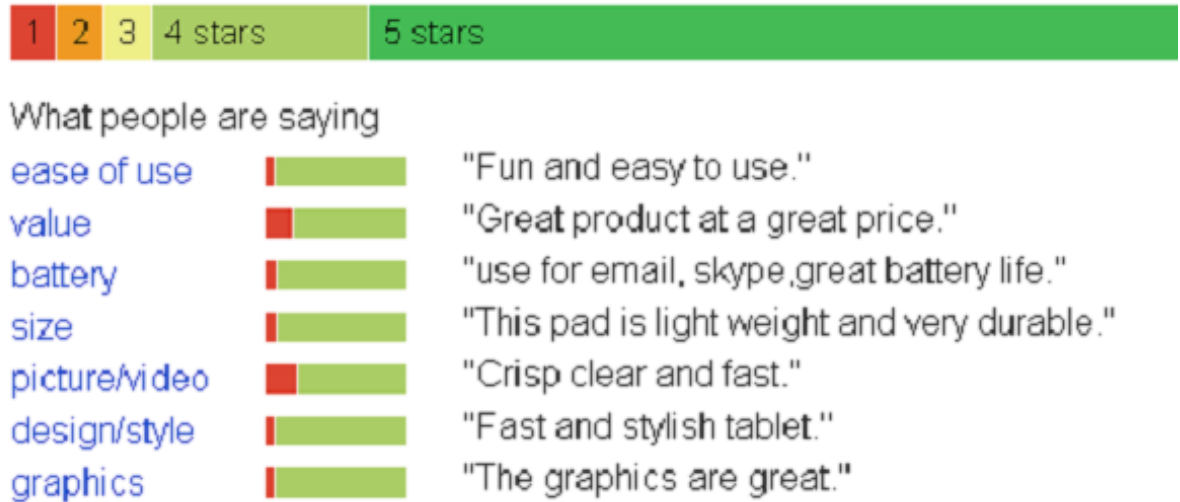 1 2 3 4 stars 5 stars
What people are saying
ease of use "Fun and easy to use."
value "Great product at a great price."
battery "use for email, skype,great battery life."
size "This pad is light weight and very durable."
picture/video "Crisp clear and fast."
design/style "Fast and stylish tablet."
graphics "The graphics are great."